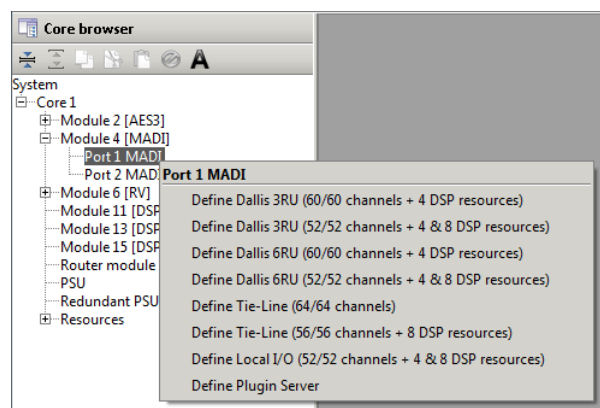 Core browser
A
System
Core 1
Module 2 [AES3]
Module 4 [MADI]
Port 1 MADI
Port 2 MADI
Module 6 [RV]
Module 11 [DSP
Module 13 [DSP
Module 15 [DSP
Router module
PSU
Redundant PSU
Resources
Port 1 MADI
Define Dallis 3RU (60/60 channels + 4 DSP resources)
Define Dallis 3RU (52/52 channels + 4 & 8 DSP resources)
Define Dallis 6RU (60/60 channels + 4 DSP resources)
Define Dallis 6RU (52/52 channels + 4 & 8 DSP resources)
Define Tie-Line (64/64 channels)
Define Tie-Line (56/56 channels + 8 DSP resources)
Define Local I/O (52/52 channels + 4 & 8 DSP resources)
Define Plugin Server